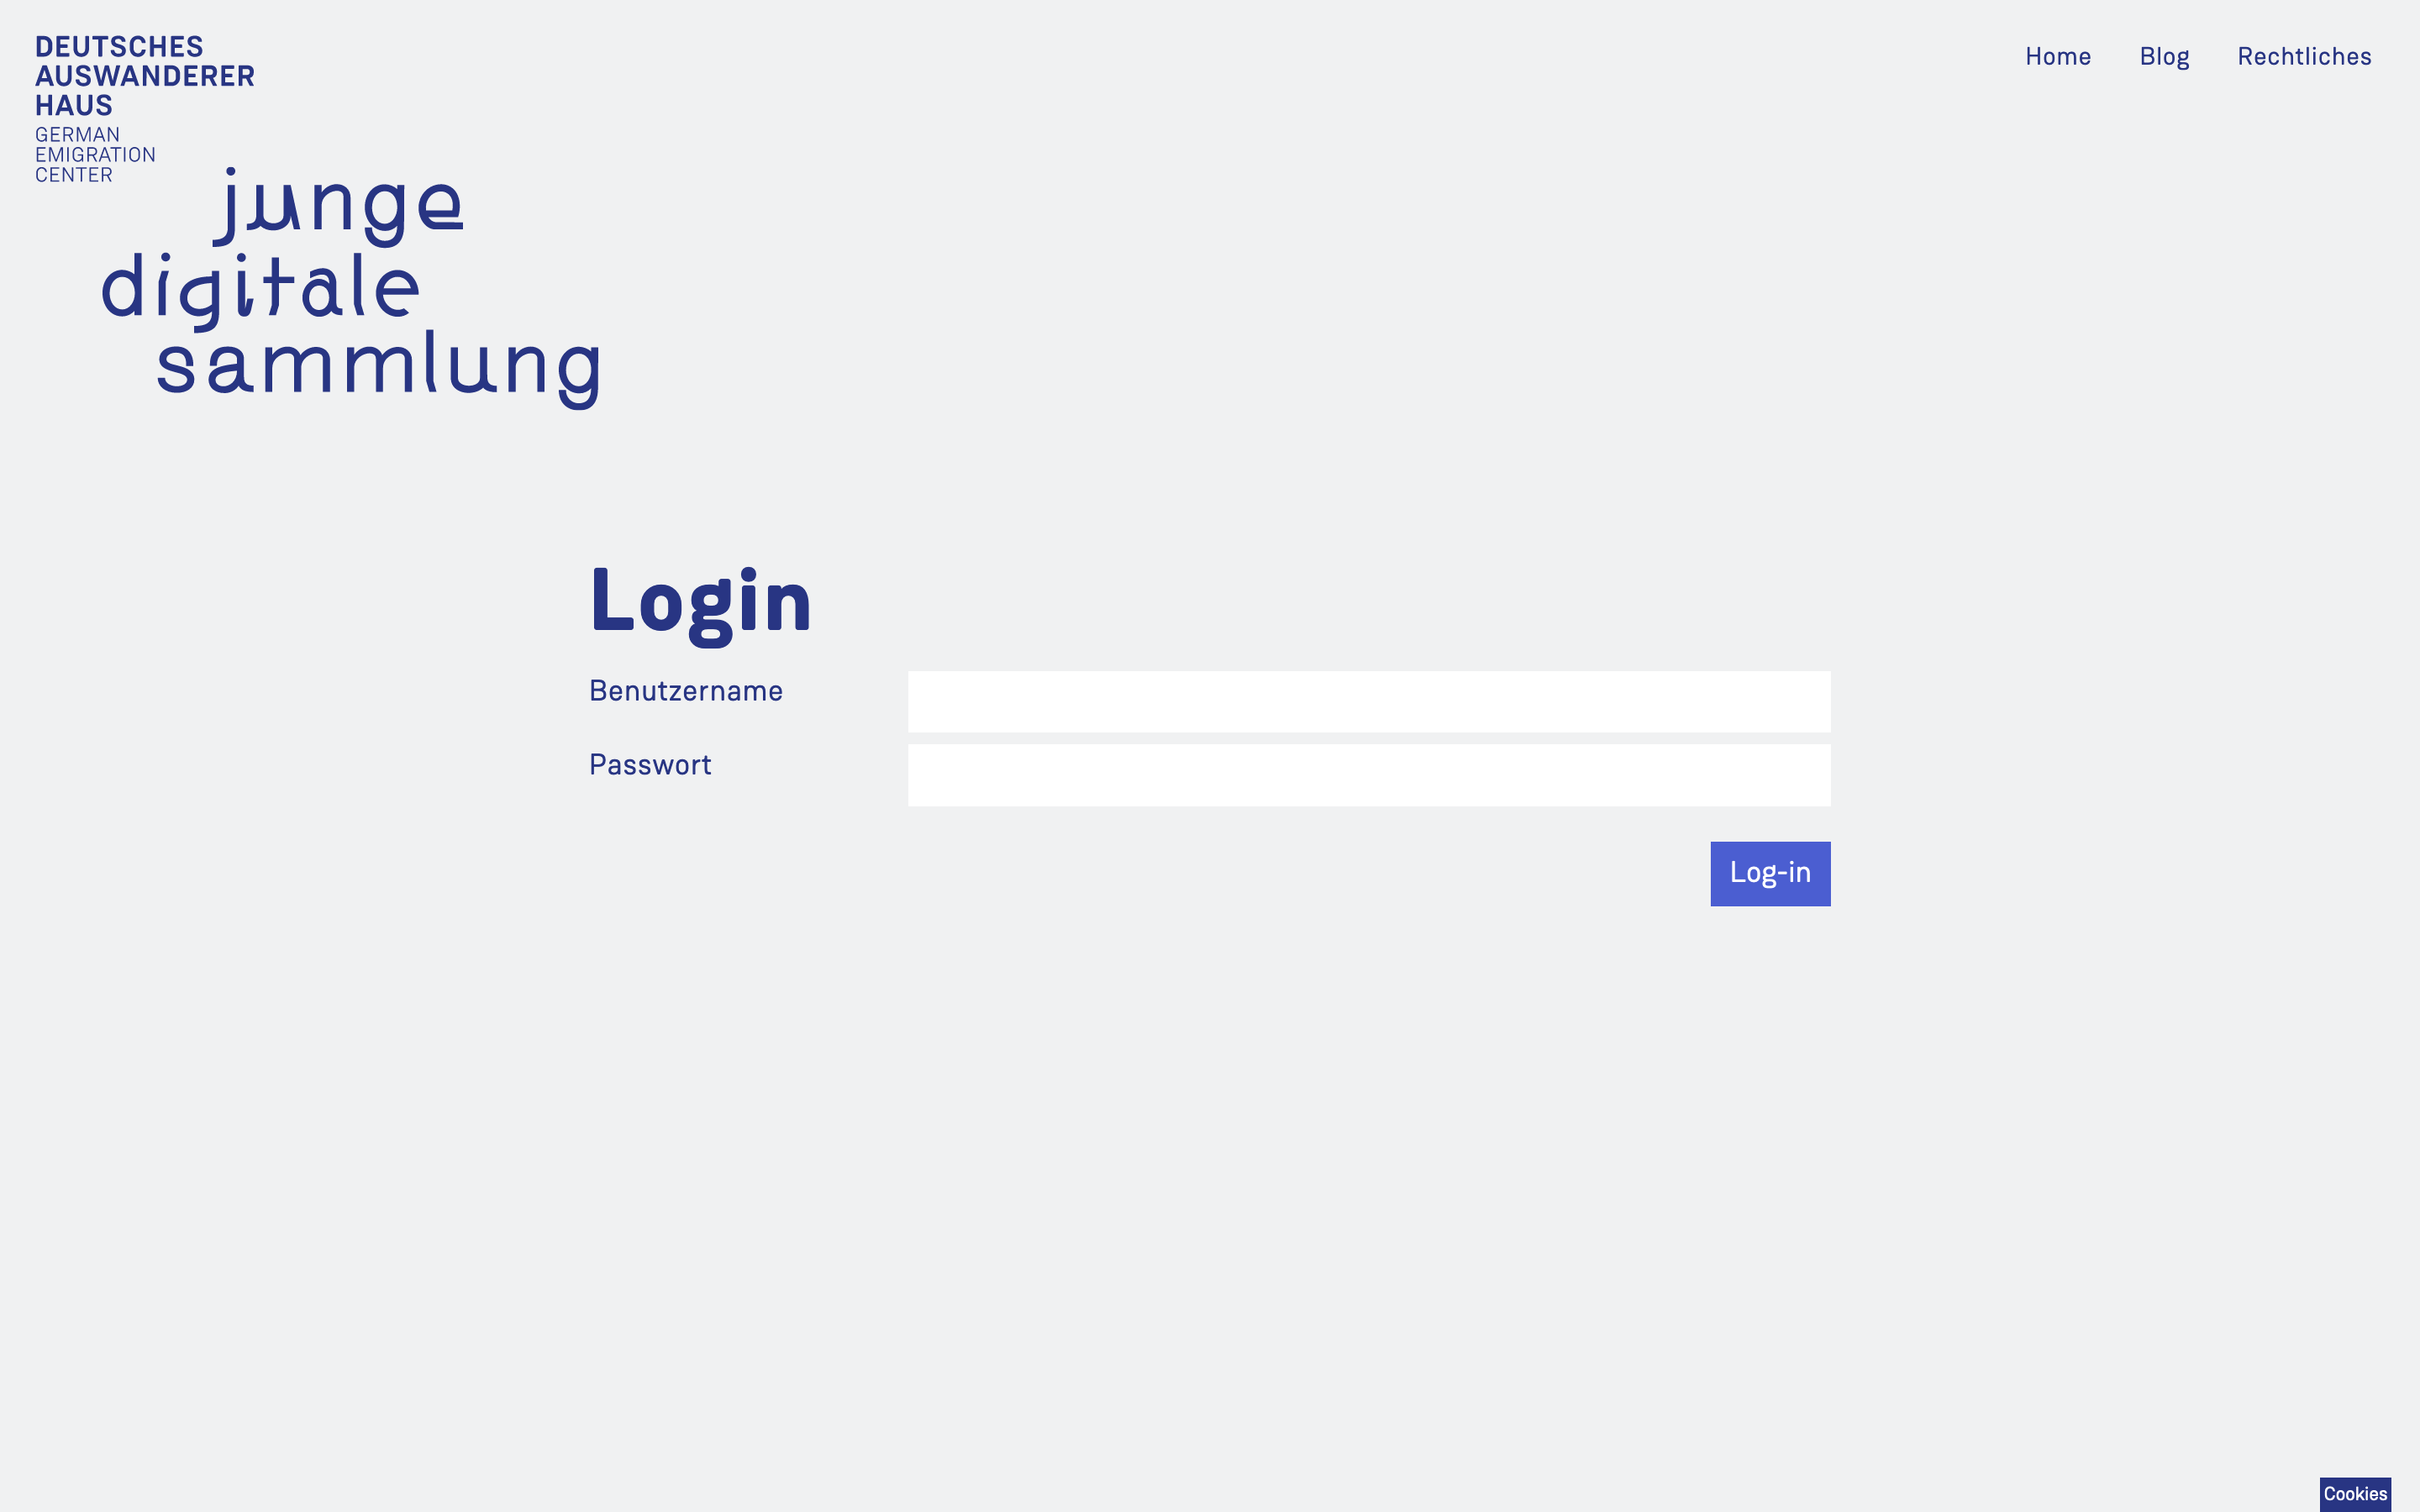 DEUTSCHES
AUSWANDERER
HAUS
GERMAN
EMIGRATION
CENTER
Home Blog Rechtliches
junge
digitale
sammlung
Login
Benutzername
Passwort
Log-in
Cookies